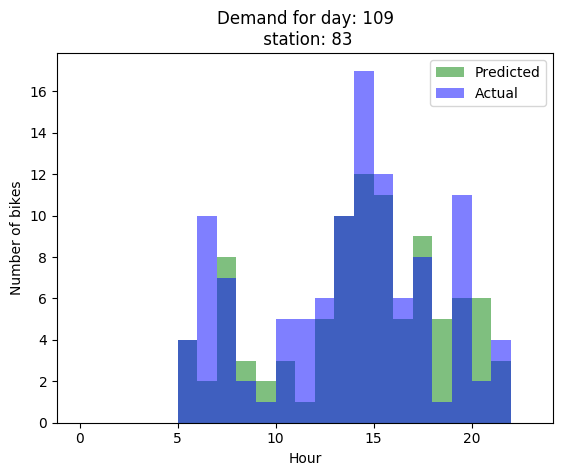 Demand for day: 109
station: 83
Predicted
Actual
Number of bikes
16
14
12
10
8
6
4
2
0
0 5 10 15 20
Hour